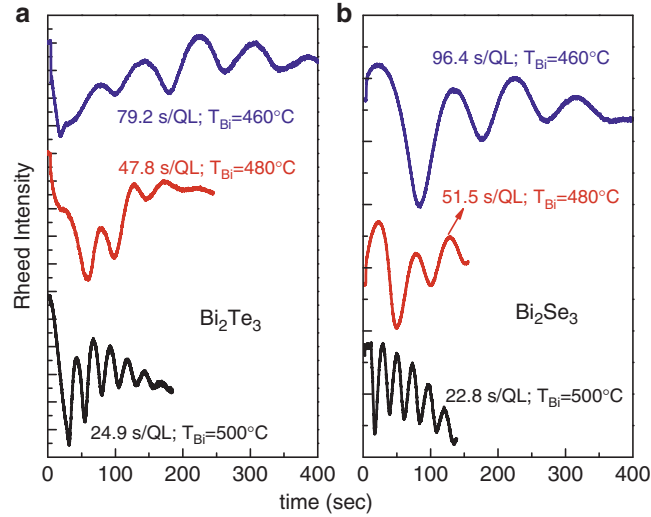 a
b
Rheed Intensity
79.2 s/QL; T_Bi=460°C
47.8 s/QL; T_Bi=480°C
Bi₂Te₃
24.9 s/QL; T_Bi=500°C
0 100 200 300 400
96.4 s/QL; T_Bi=460°C
51.5 s/QL; T_Bi=480°C
Bi₂Se₃
22.8 s/QL; T_Bi=500°C
0 100 200 300 400
time (sec)